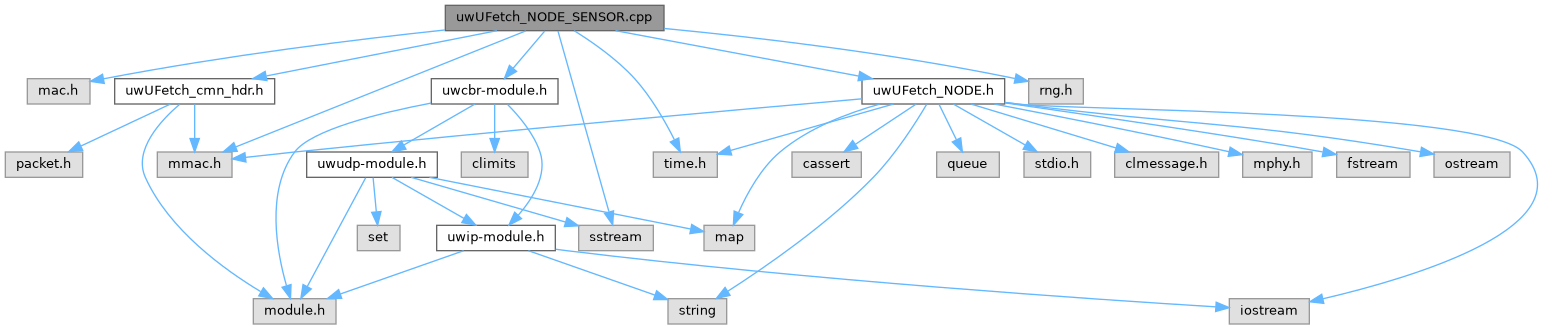 uwUFetch_NODE_SENSOR.cpp
mac.h
uwUFetch_cmn_hdr.h
uwcbr-module.h
uwUFetch_NODE.h
rng.h
packet.h
mmac.h
uwudp-module.h
climits
time.h
cassert
queue
stdio.h
clmessage.h
mphy.h
fstream
ostream
set
uwip-module.h
sstream
map
module.h
string
iostream